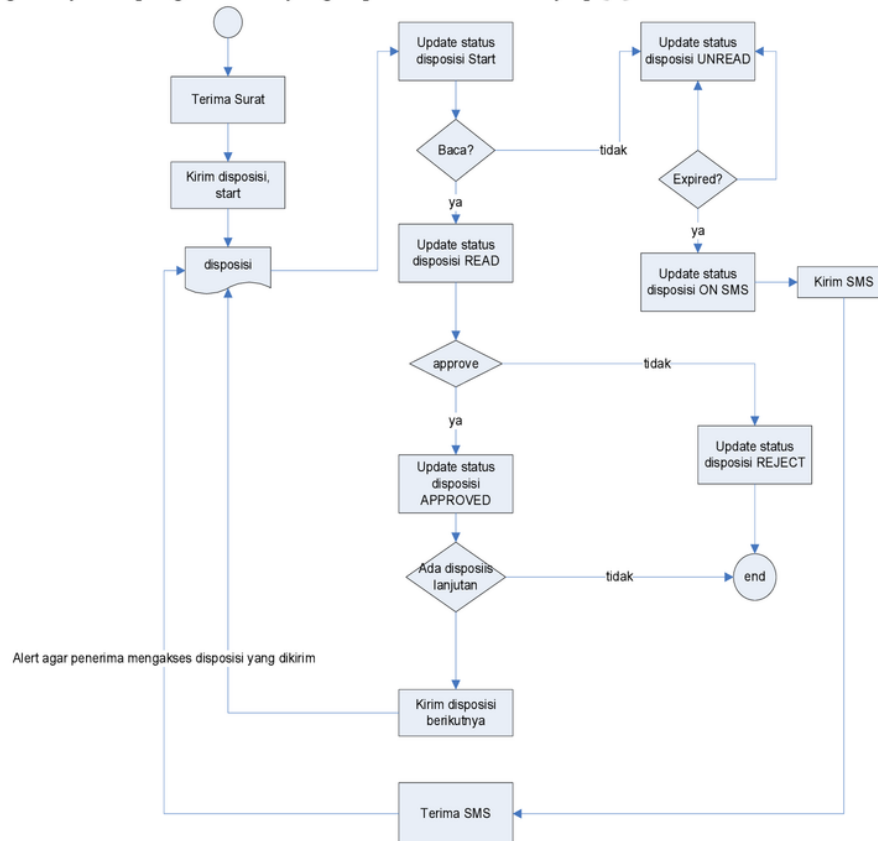 Terima Surat
Kirim disposisi,
start
disposisi
Update status
disposisi Start
Baca?
tidak
ya
Update status
disposisi READ
Update status
disposisi UNREAD
Expired?
ya
Update status
disposisi ON SMS
Kirim SMS
approve
tidak
ya
Update status
disposisi REJECT
Update status
disposisi
APPROVED
Ada disposiis
lanjutan
tidak
end
Alert agar penerima mengakses disposisi yang dikirim
Kirim disposisi
berikutnya
Terima SMS